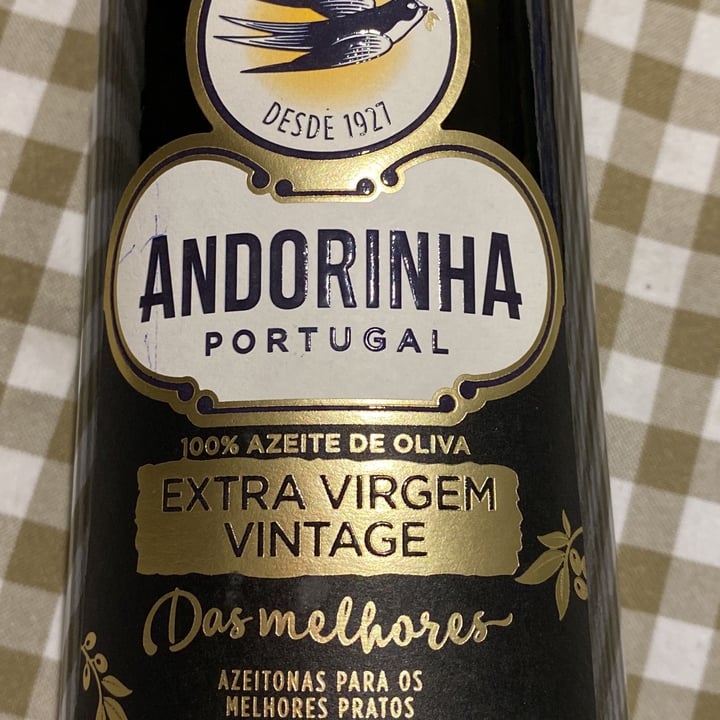 DESDE 1927
ANDORINHA
PORTUGAL
100% AZEITE DE OLIVA
EXTRA VIRGEM
VINTAGE
Das melhores
AZEITONAS PARA OS
MELHORES PRATOS